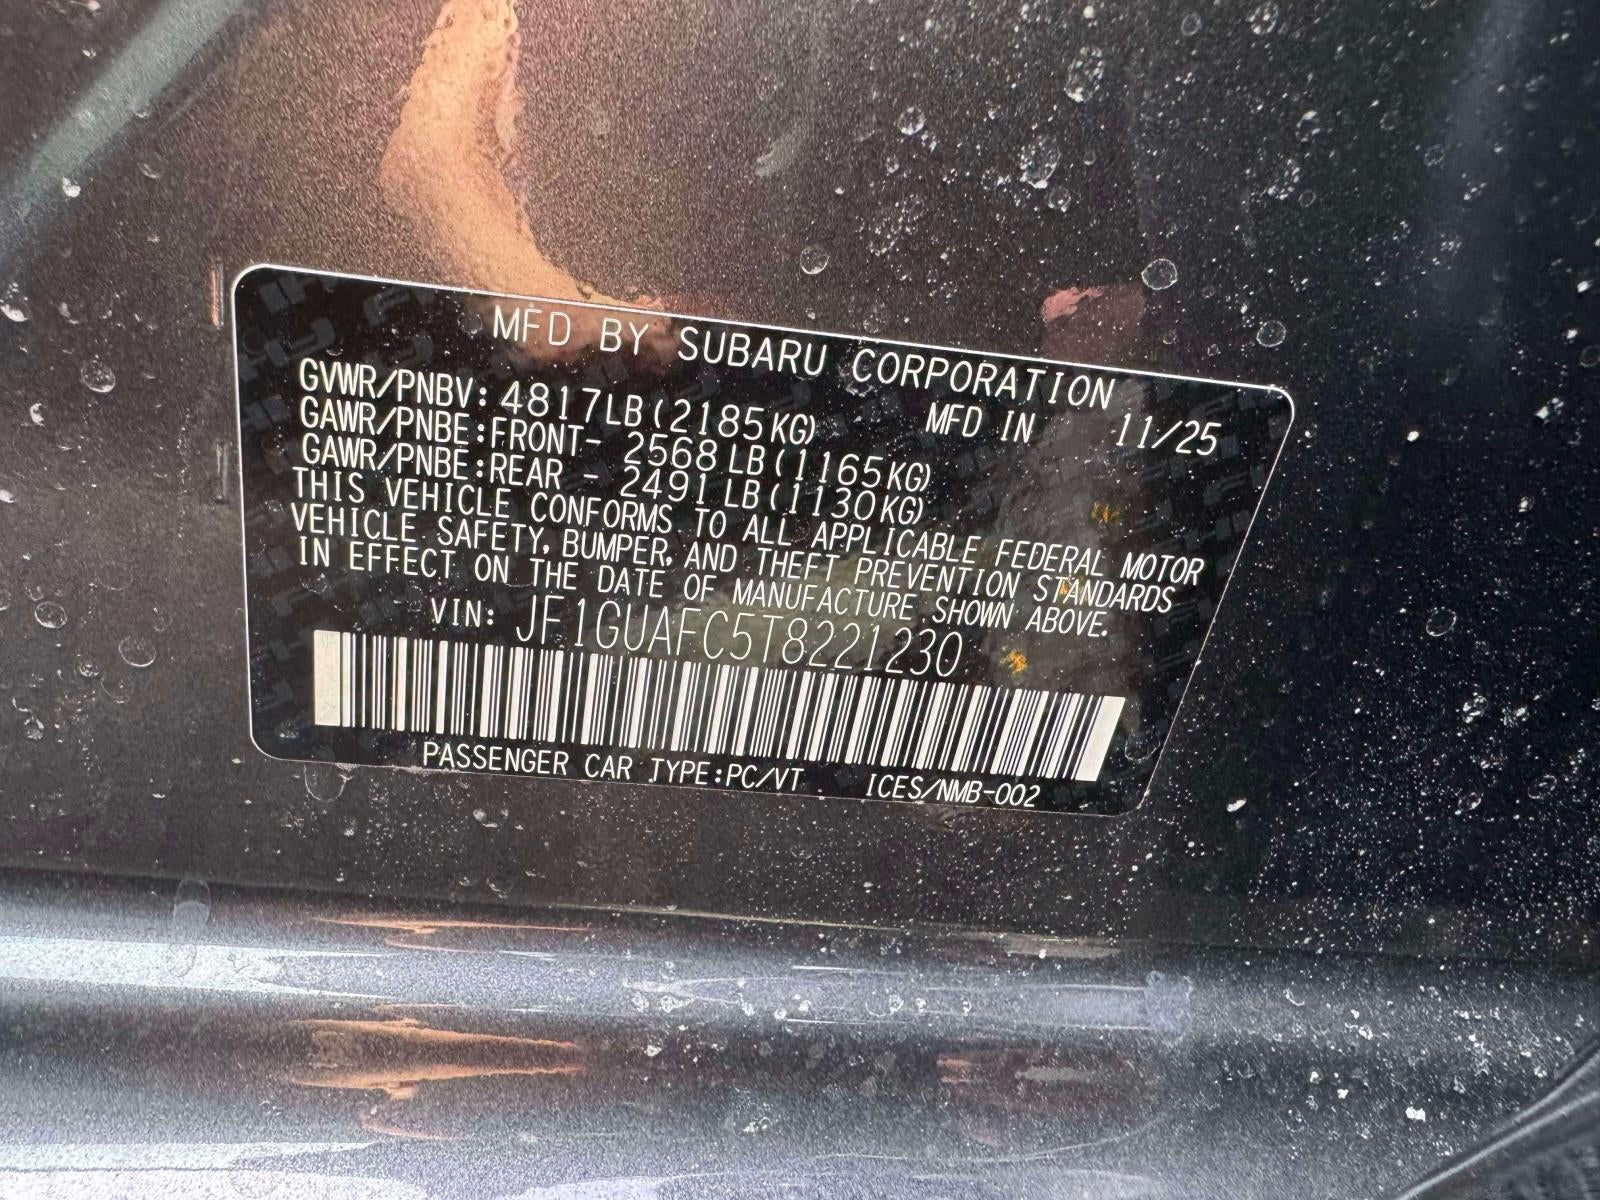 MFD BY SUBARU CORPORATION
GVWR/PNBV: 4817LB(2185KG) MFD IN 11/25
GAWR/PNBE:FRONT- 2568LB(1165KG)
GAWR/PNBE:REAR - 2491LB(1130KG)
THIS VEHICLE CONFORMS TO ALL APPLICABLE FEDERAL MOTOR
VEHICLE SAFETY, BUMPER, AND THEFT PREVENTION STANDARDS
IN EFFECT ON THE DATE OF MANUFACTURE SHOWN ABOVE.
VIN: JF1GUAFC5T8221230
PASSENGER CAR TYPE:PC/VT ICES/NMB-002